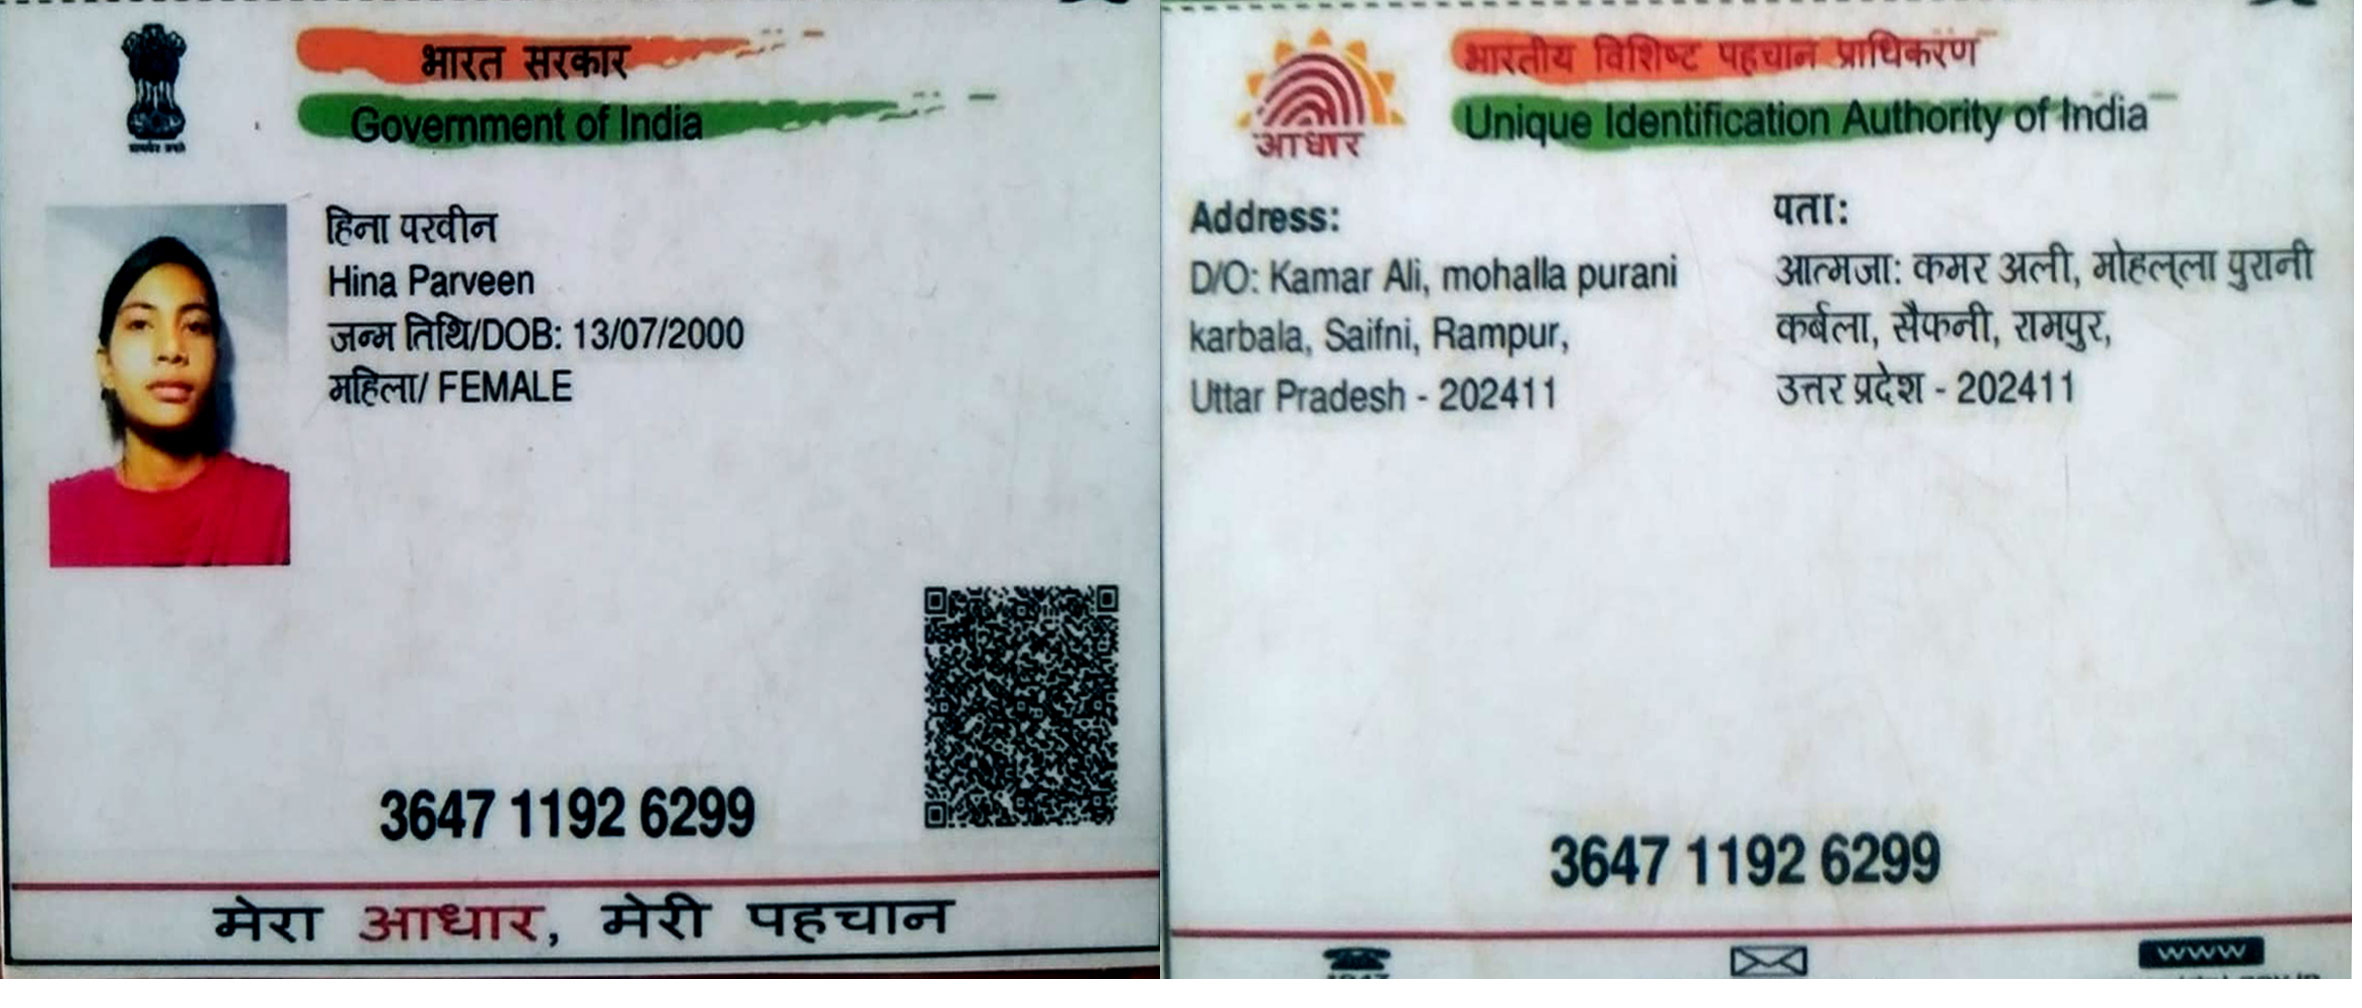 भारत सरकार
Government of India
हिना परवीन
Hina Parveen
जन्म तिथि/DOB: 13/07/2000
महिला/ FEMALE
3647 1192 6299
मेरा आधार, मेरी पहचान
भारतीय विशिष्ट पहचान प्राधिकरण
Unique Identification Authority of India
आधार
Address:
D/O: Kamar Ali, mohalla purani
karbala, Saifni, Rampur,
Uttar Pradesh - 202411
पता:
आत्मजा: कमर अली, मोहल्ला पुरानी
कर्बला, सैफनी, रामपुर,
उत्तर प्रदेश - 202411
3647 1192 6299
www